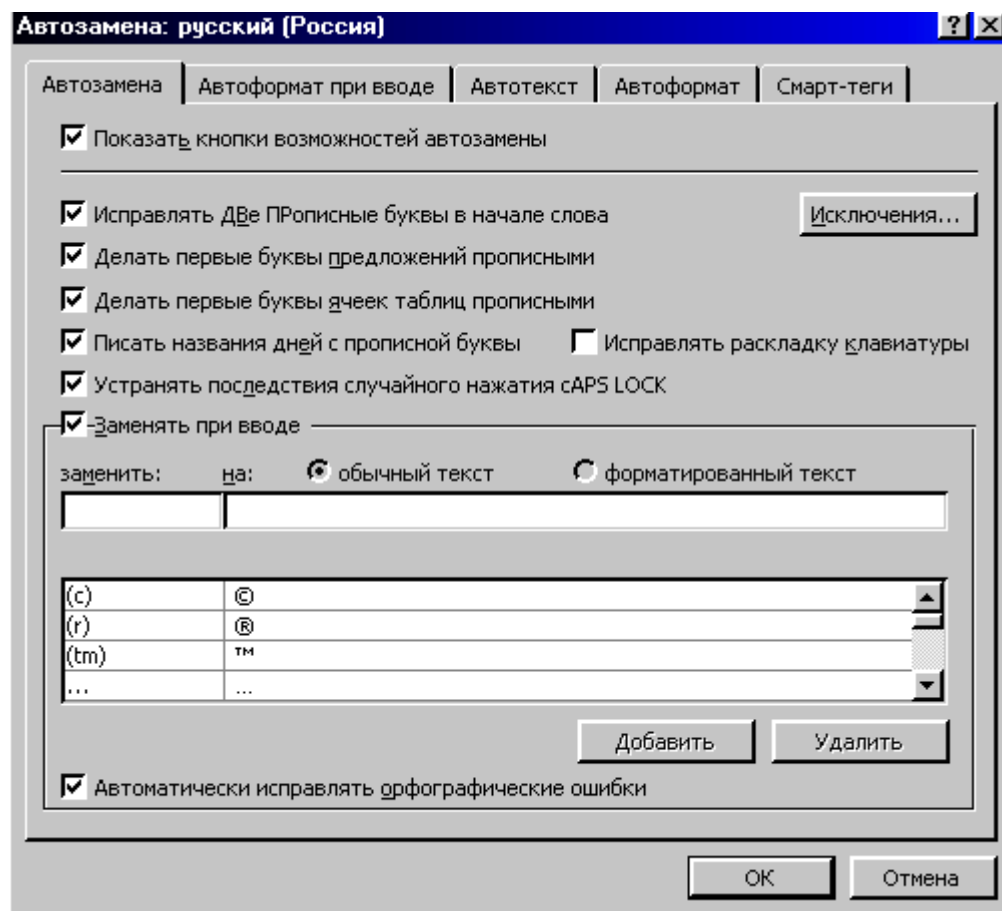 Автозамена: русский (Россия)
Автозамена Автоформат при вводе Автотекст Автоформат Смарт-теги
Показать кнопки возможностей автозамены
Исправлять ДВе ПРописные буквы в начале слова Исключения...
Делать первые буквы предложений прописными
Делать первые буквы ячеек таблиц прописными
Писать названия дней с прописной буквы Исправлять раскладку клавиатуры
Устранять последствия случайного нажатия cAPS LOCK
Заменять при вводе
заменить: на: обычный текст форматированный текст
(c) ©
(r) ®
(tm) ™
... …
Добавить Удалить
Автоматически исправлять орфографические ошибки
ОК Отмена